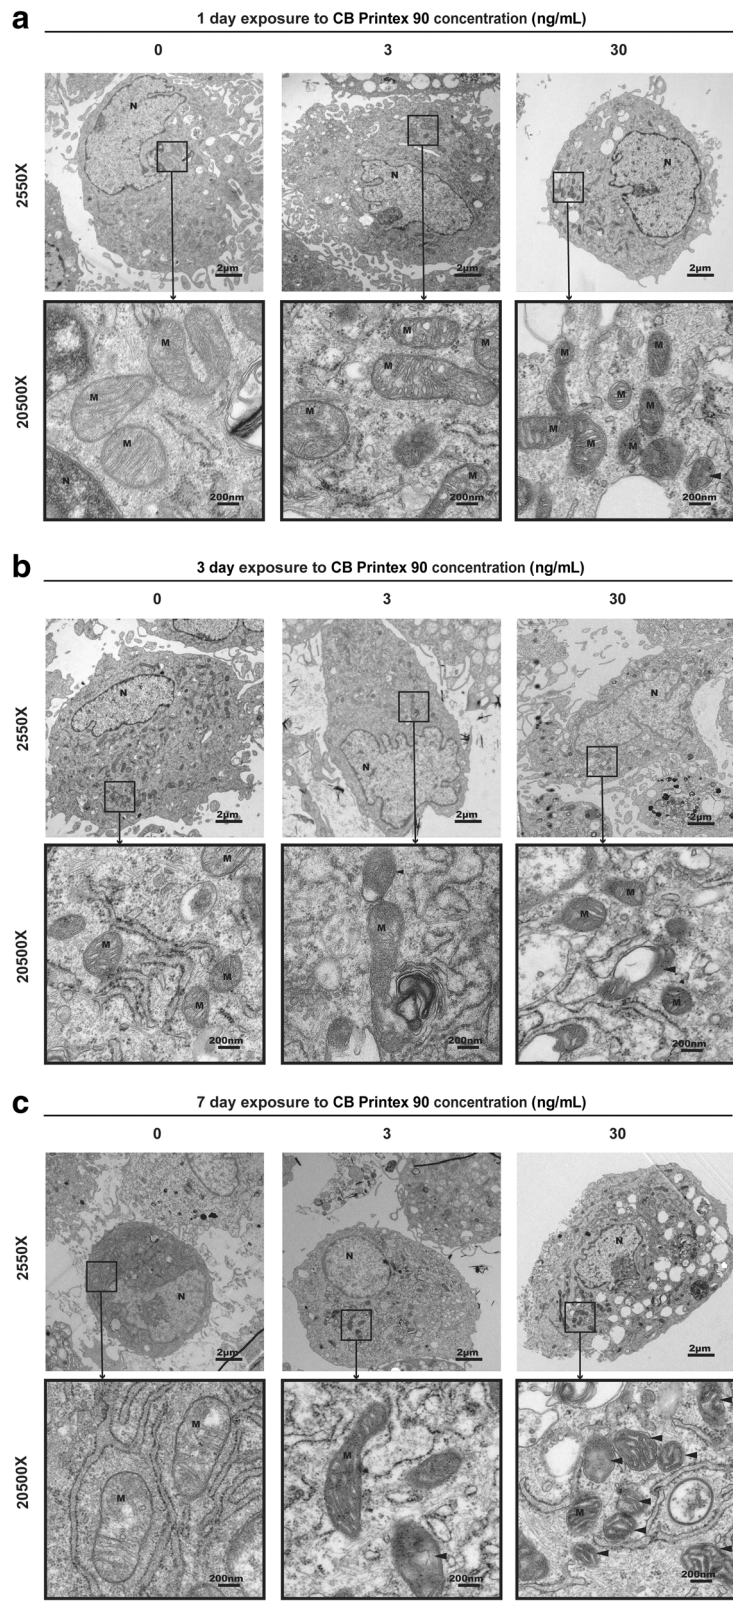 a
1 day exposure to CB Printex 90 concentration (ng/mL)
0 3 30
2550X
N N N
2µm 2µm 2µm
20500X
M M M N
M M M M
M M M M M M M
200nm 200nm 200nm
b
3 day exposure to CB Printex 90 concentration (ng/mL)
0 3 30
2550X
N N N
2µm 2µm 2µm
20500X
M M M M
M
M M M
200nm 200nm 200nm
c
7 day exposure to CB Printex 90 concentration (ng/mL)
0 3 30
2550X
N N N
2µm 2µm 2µm
20500X
M M
M
M
200nm 200nm 200nm